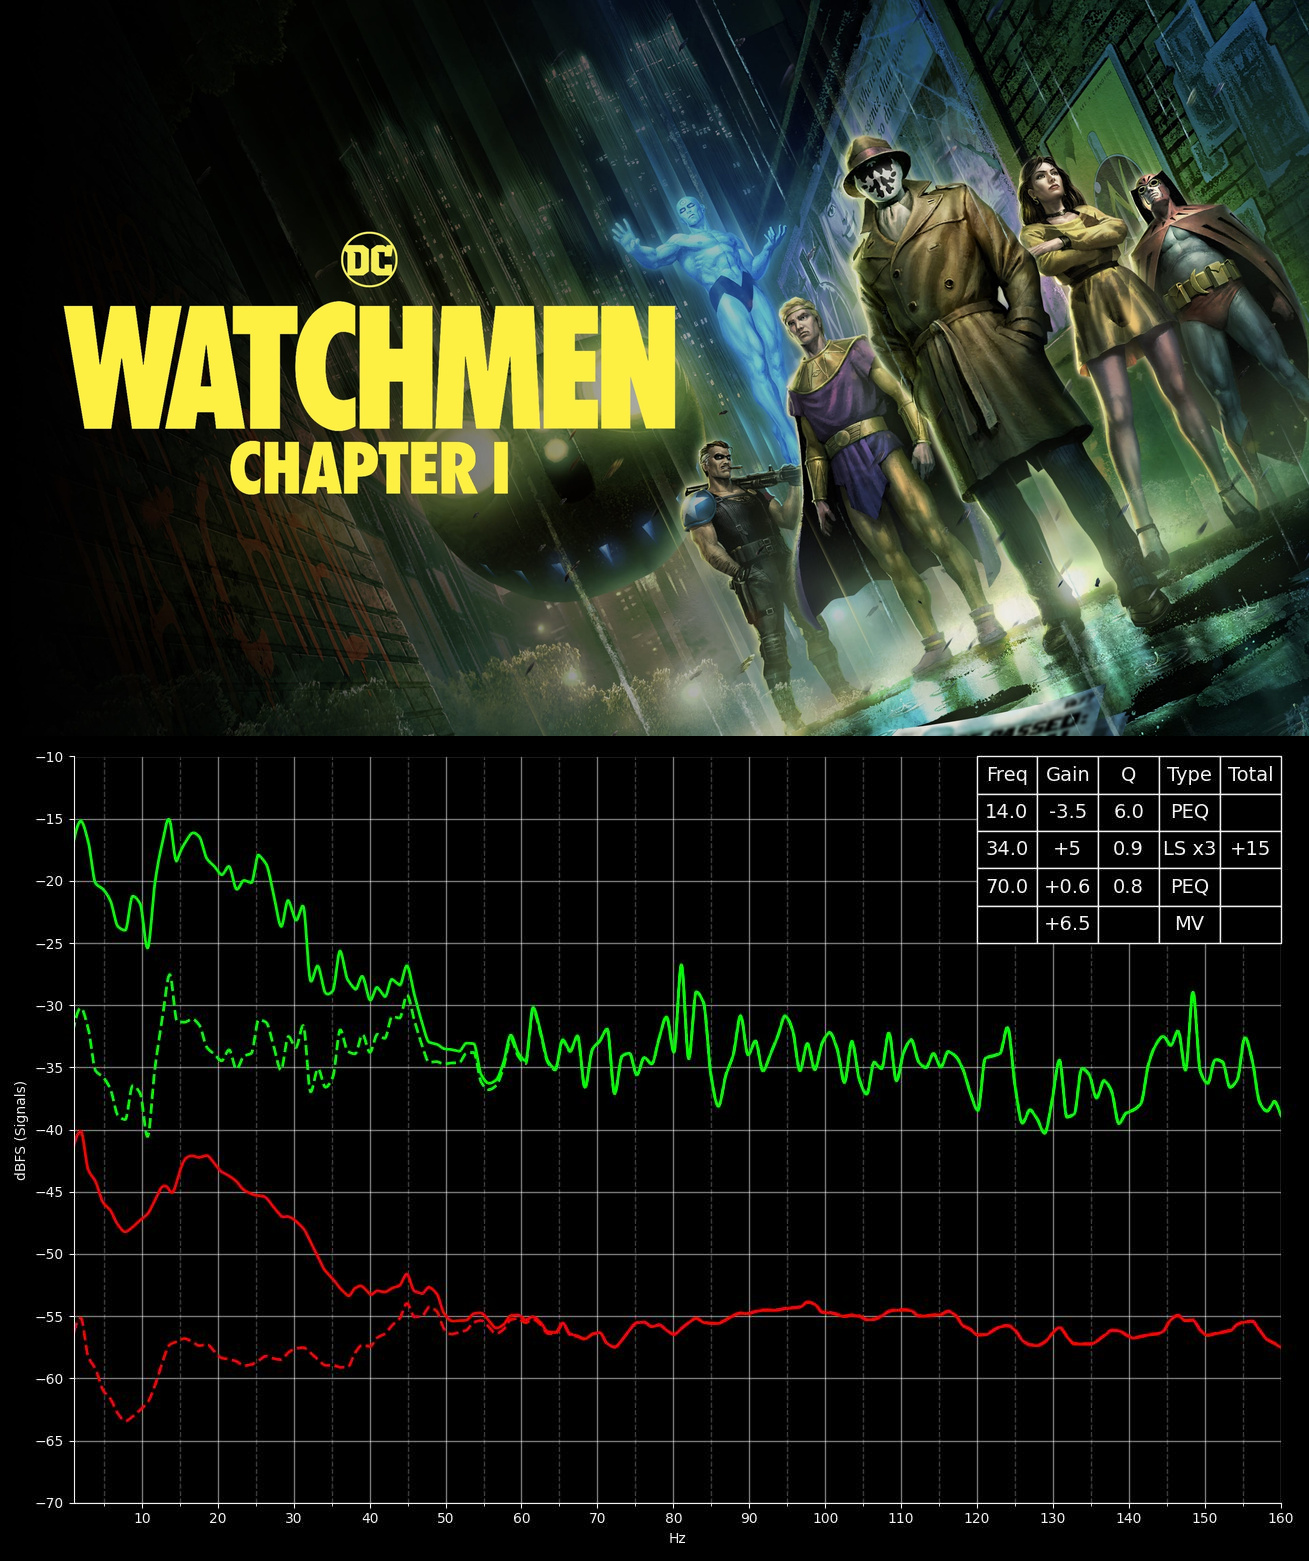 DC
WATCHMEN
CHAPTER I
PASSED:
Freq Gain Q Type Total
14.0 -3.5 6.0 PEQ
34.0 +5 0.9 LS x3 +15
70.0 +0.6 0.8 PEQ
+6.5 MV
−10
−15
−20
−25
−30
−35
−40
−45
−50
−55
−60
−65
−70
dBFS (Signals)
10 20 30 40 50 60 70 80 90 100 110 120 130 140 150 160
Hz